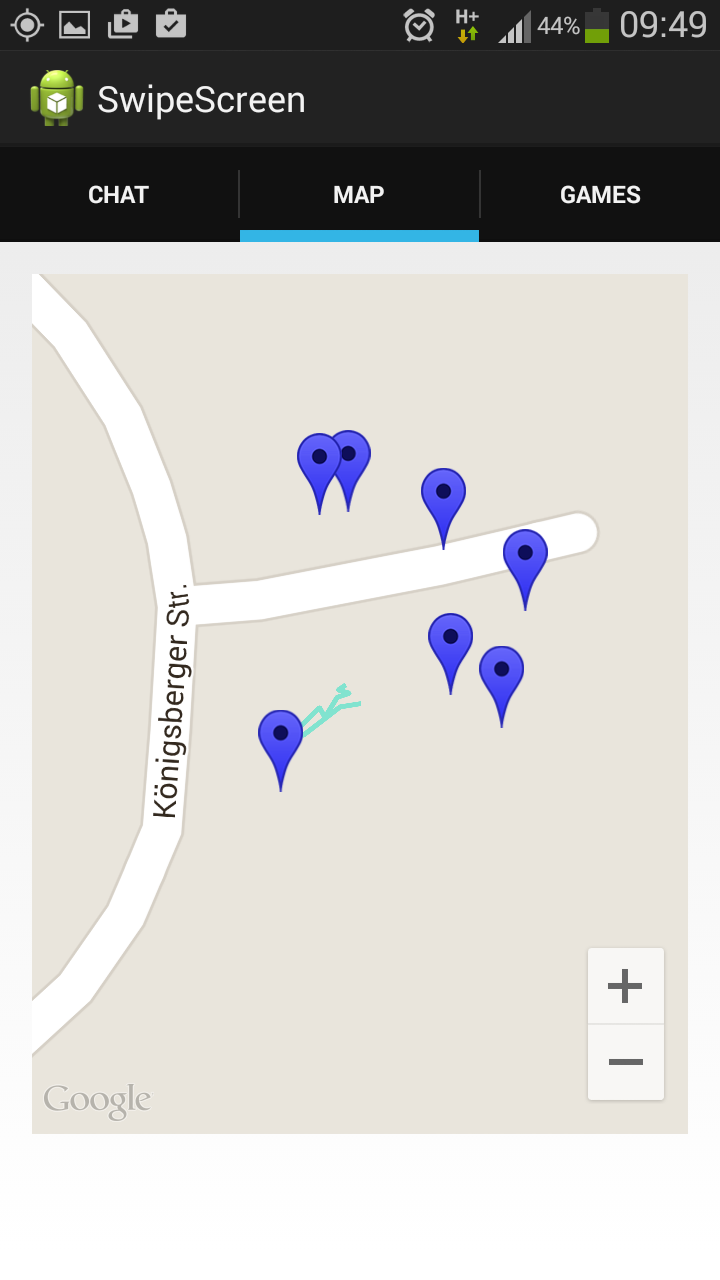 H+
44%
09:49
SwipeScreen
CHAT
MAP
GAMES
Königsberger Str.
Google